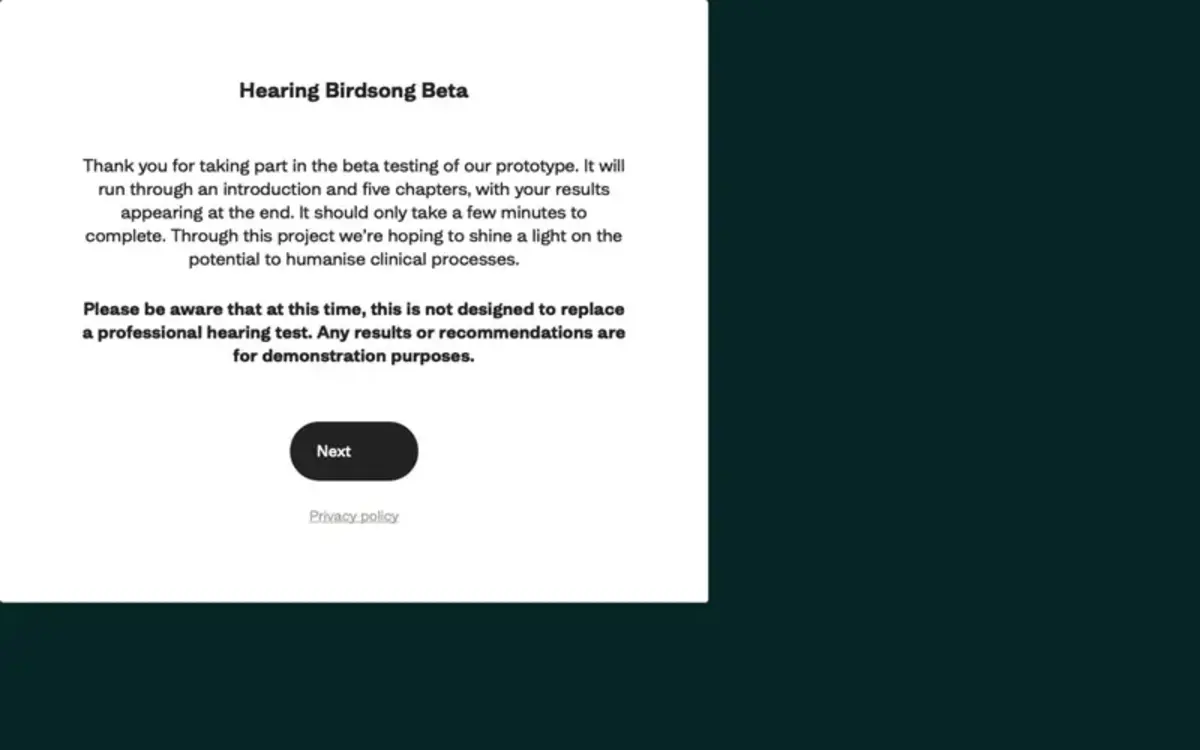 Hearing Birdsong Beta
Thank you for taking part in the beta testing of our prototype. It will
run through an introduction and five chapters, with your results
appearing at the end. It should only take a few minutes to
complete. Through this project we're hoping to shine a light on the
potential to humanise clinical processes.
Please be aware that at this time, this is not designed to replace
a professional hearing test. Any results or recommendations are
for demonstration purposes.
Next
Privacy policy